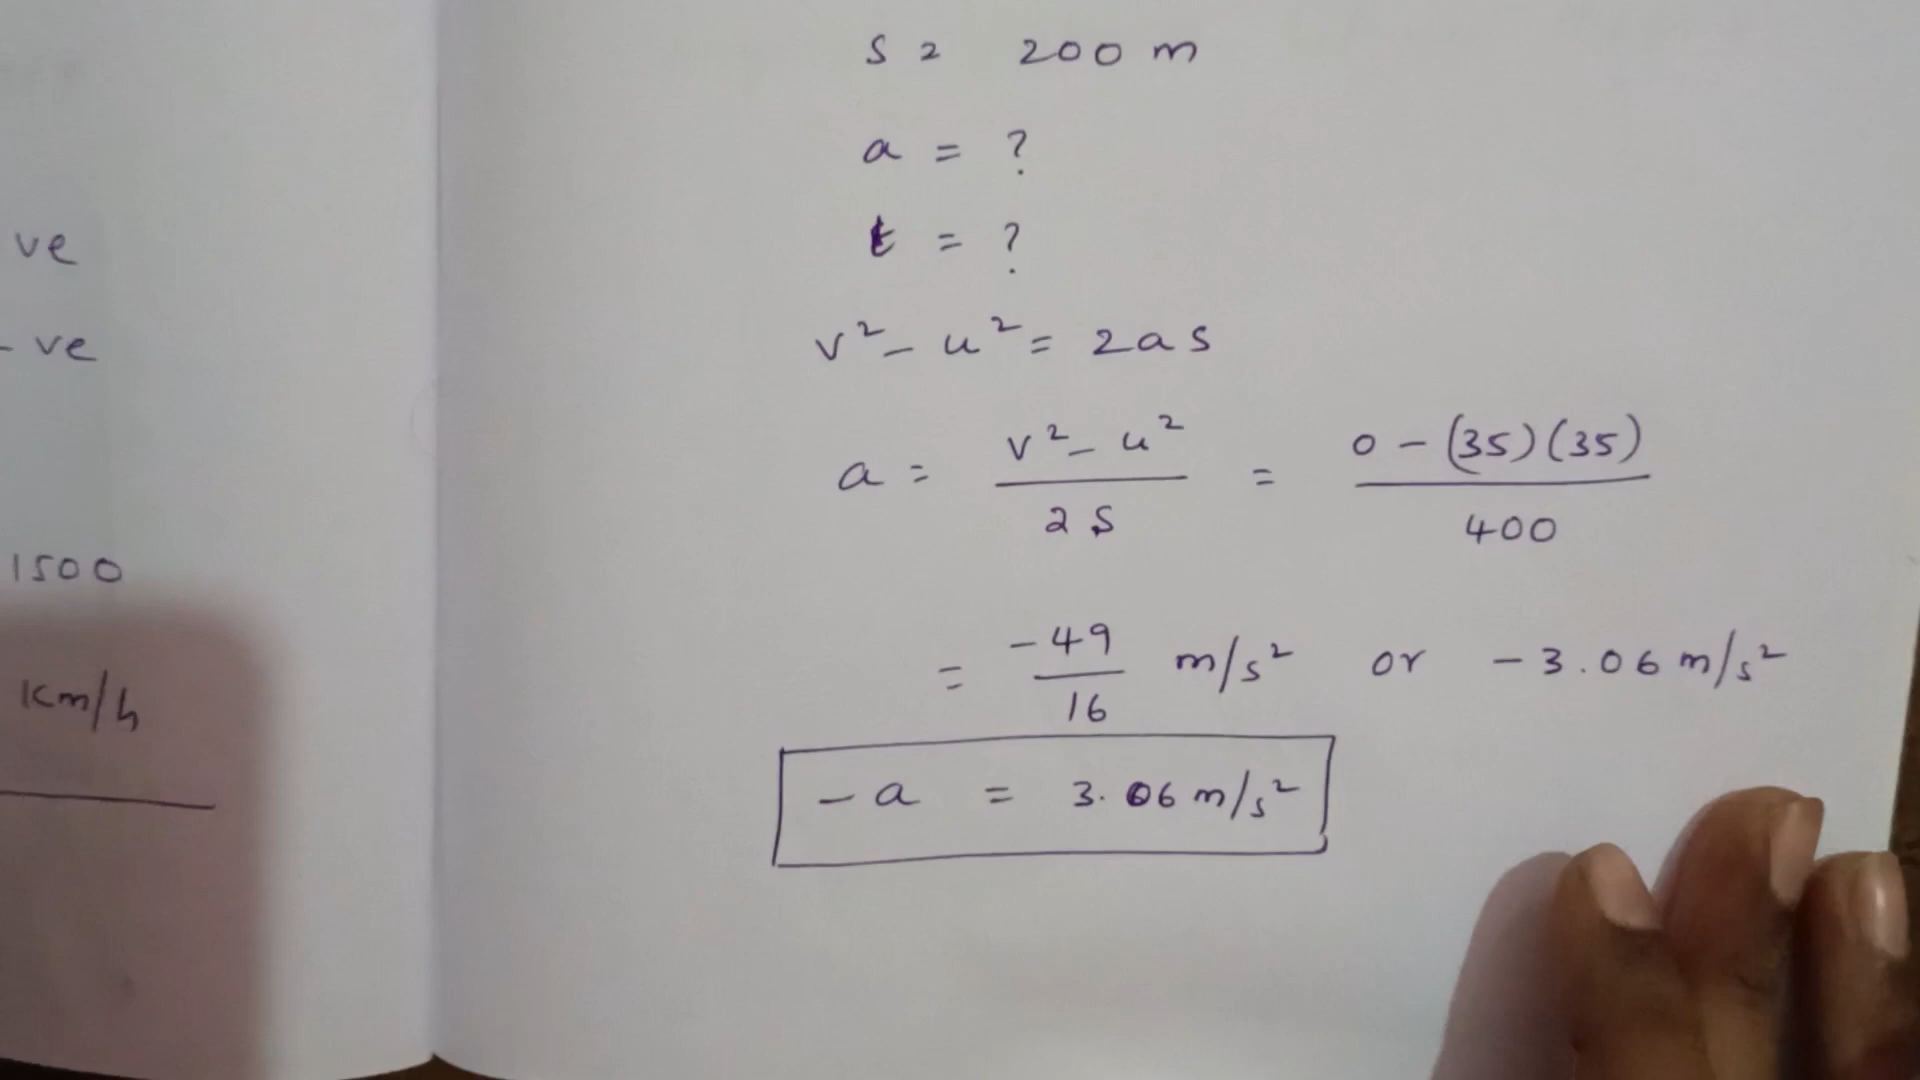 ve
- ve
1500
km/h
s = 200 m
a = ?
t = ?
v² - u² = 2as
a = v² - u² / 2s = 0 - (35)(35) / 400
= -49/16 m/s² or -3.06 m/s²
-a = 3.06 m/s²